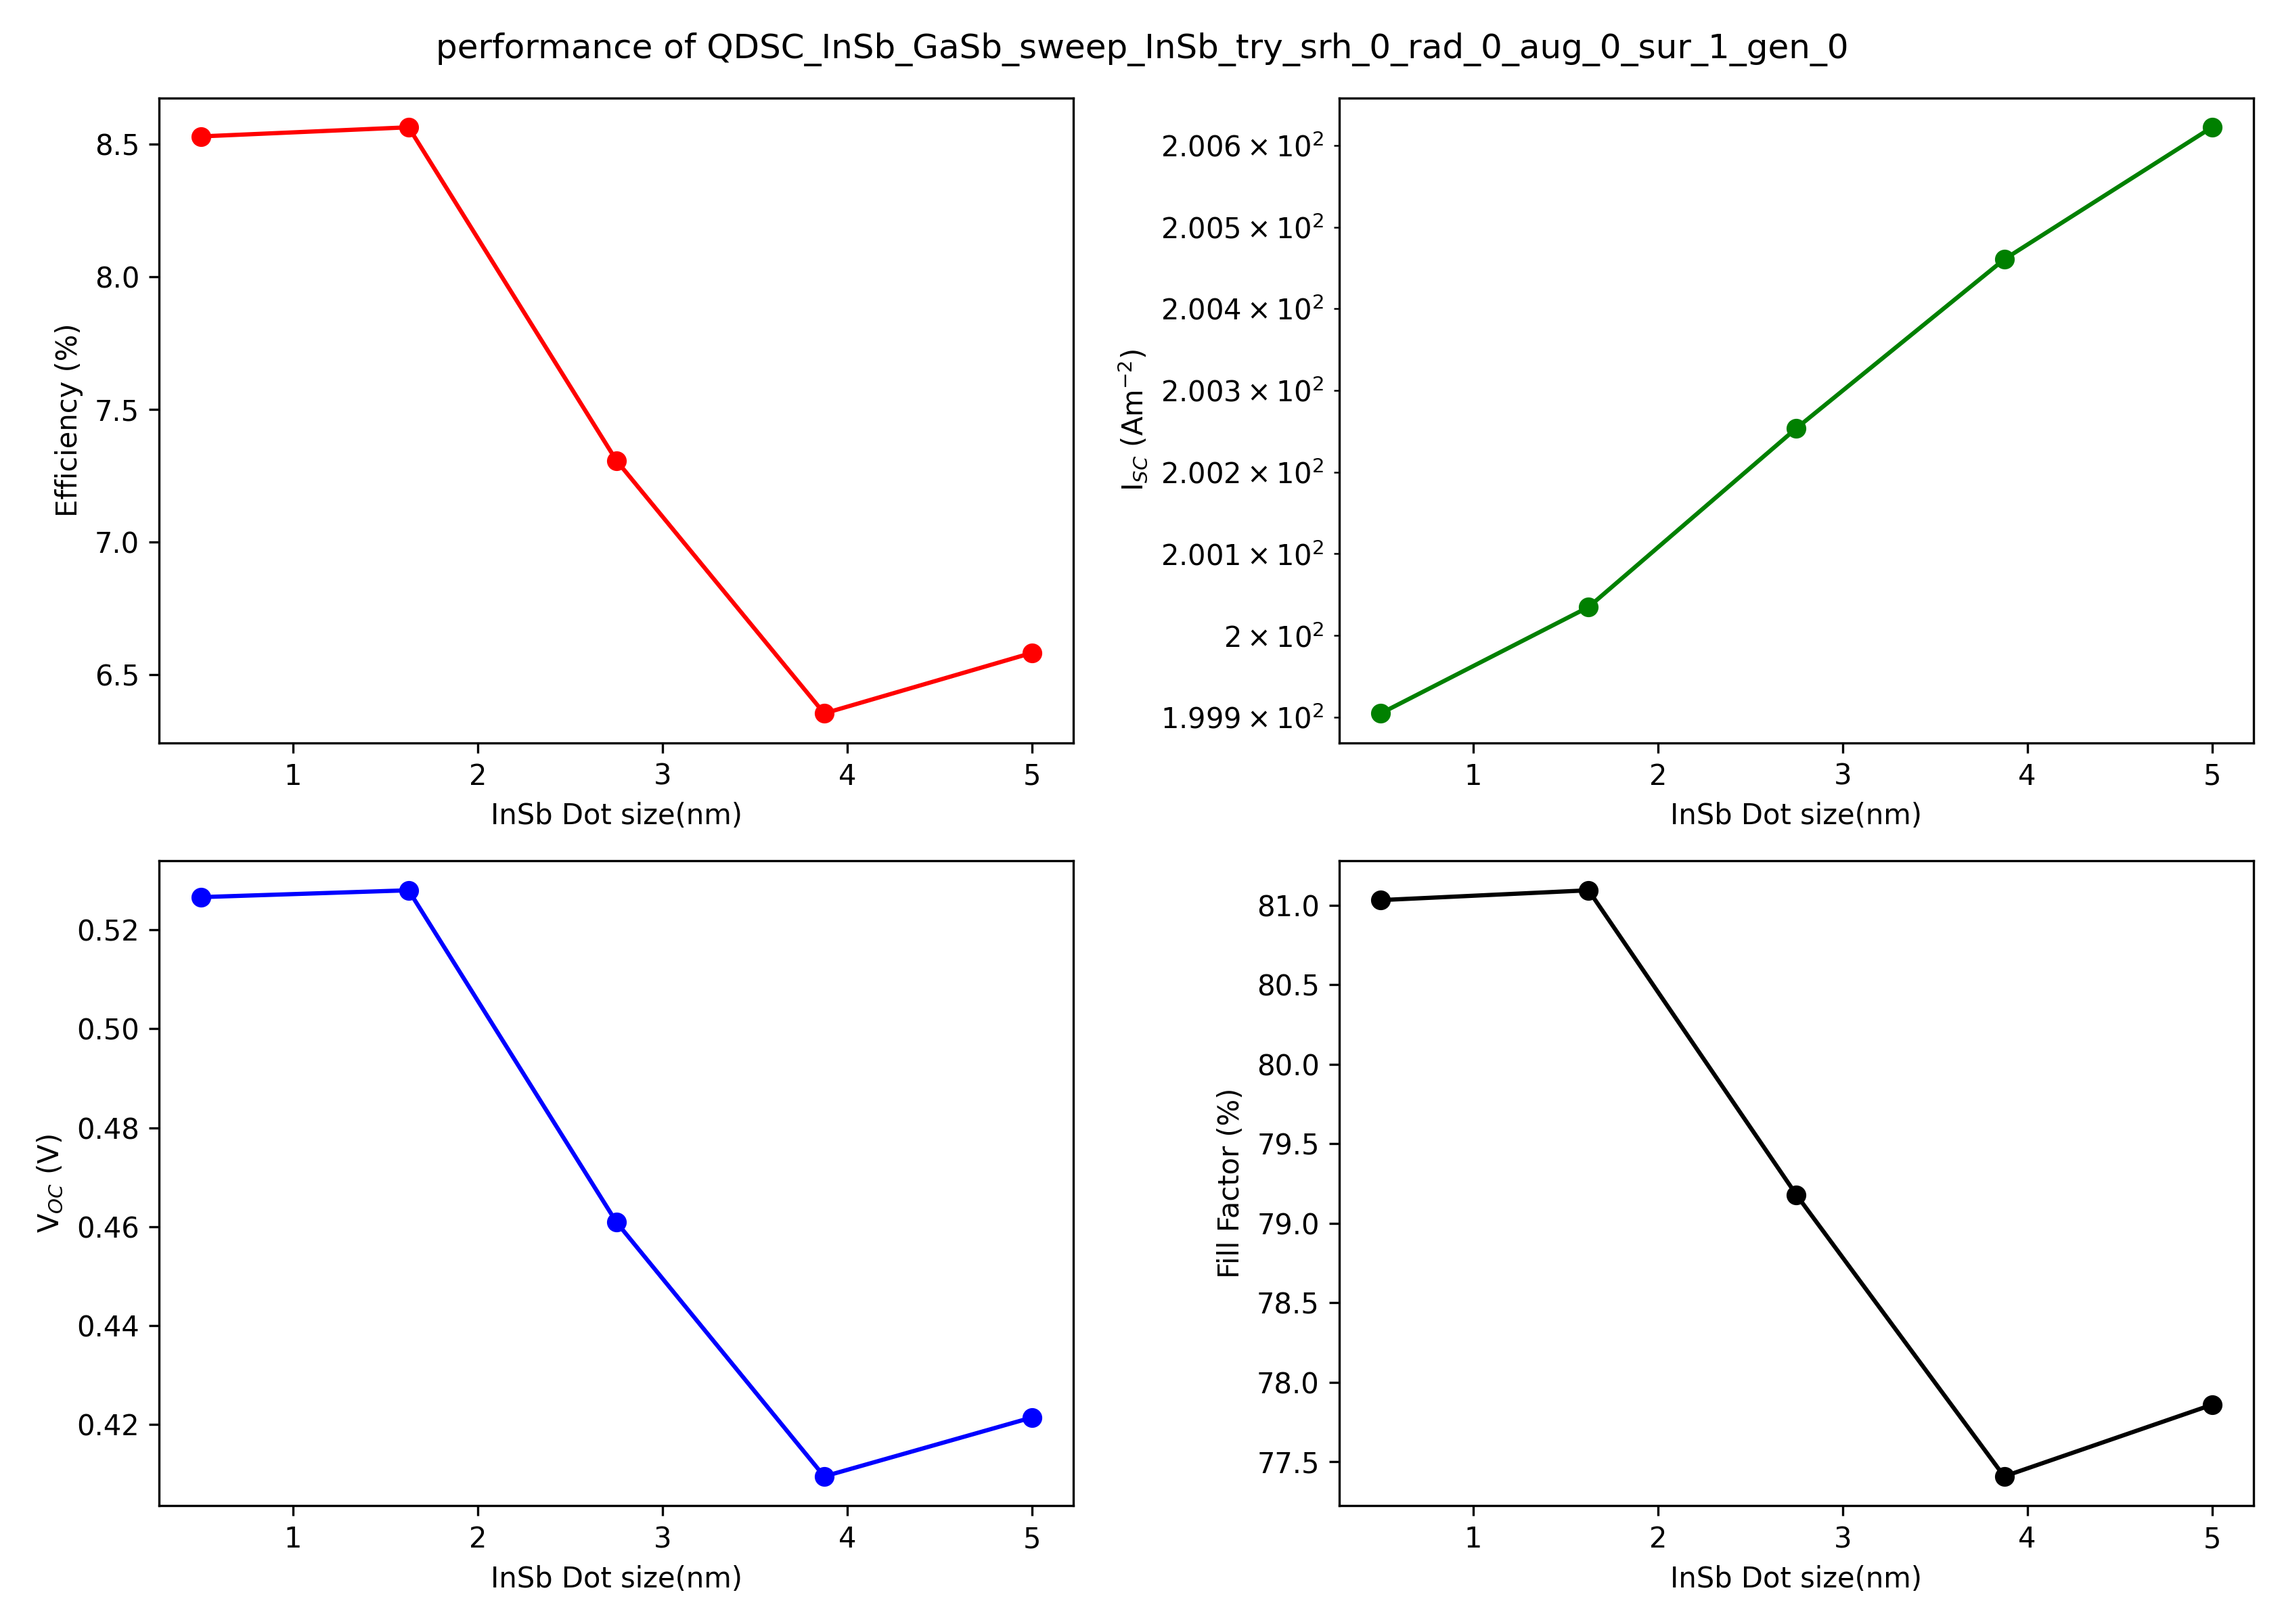 performance of QDSC_InSb_GaSb_sweep_InSb_try_srh_0_rad_0_aug_0_sur_1_gen_0
Efficiency (%)
8.5
8.0
7.5
7.0
6.5
1 2 3 4 5
InSb Dot size(nm)
I_SC (Am⁻²)
2.006 × 10²
2.005 × 10²
2.004 × 10²
2.003 × 10²
2.002 × 10²
2.001 × 10²
2 × 10²
1.999 × 10²
1 2 3 4 5
InSb Dot size(nm)
V_OC (V)
0.52
0.50
0.48
0.46
0.44
0.42
1 2 3 4 5
InSb Dot size(nm)
Fill Factor (%)
81.0
80.5
80.0
79.5
79.0
78.5
78.0
77.5
1 2 3 4 5
InSb Dot size(nm)